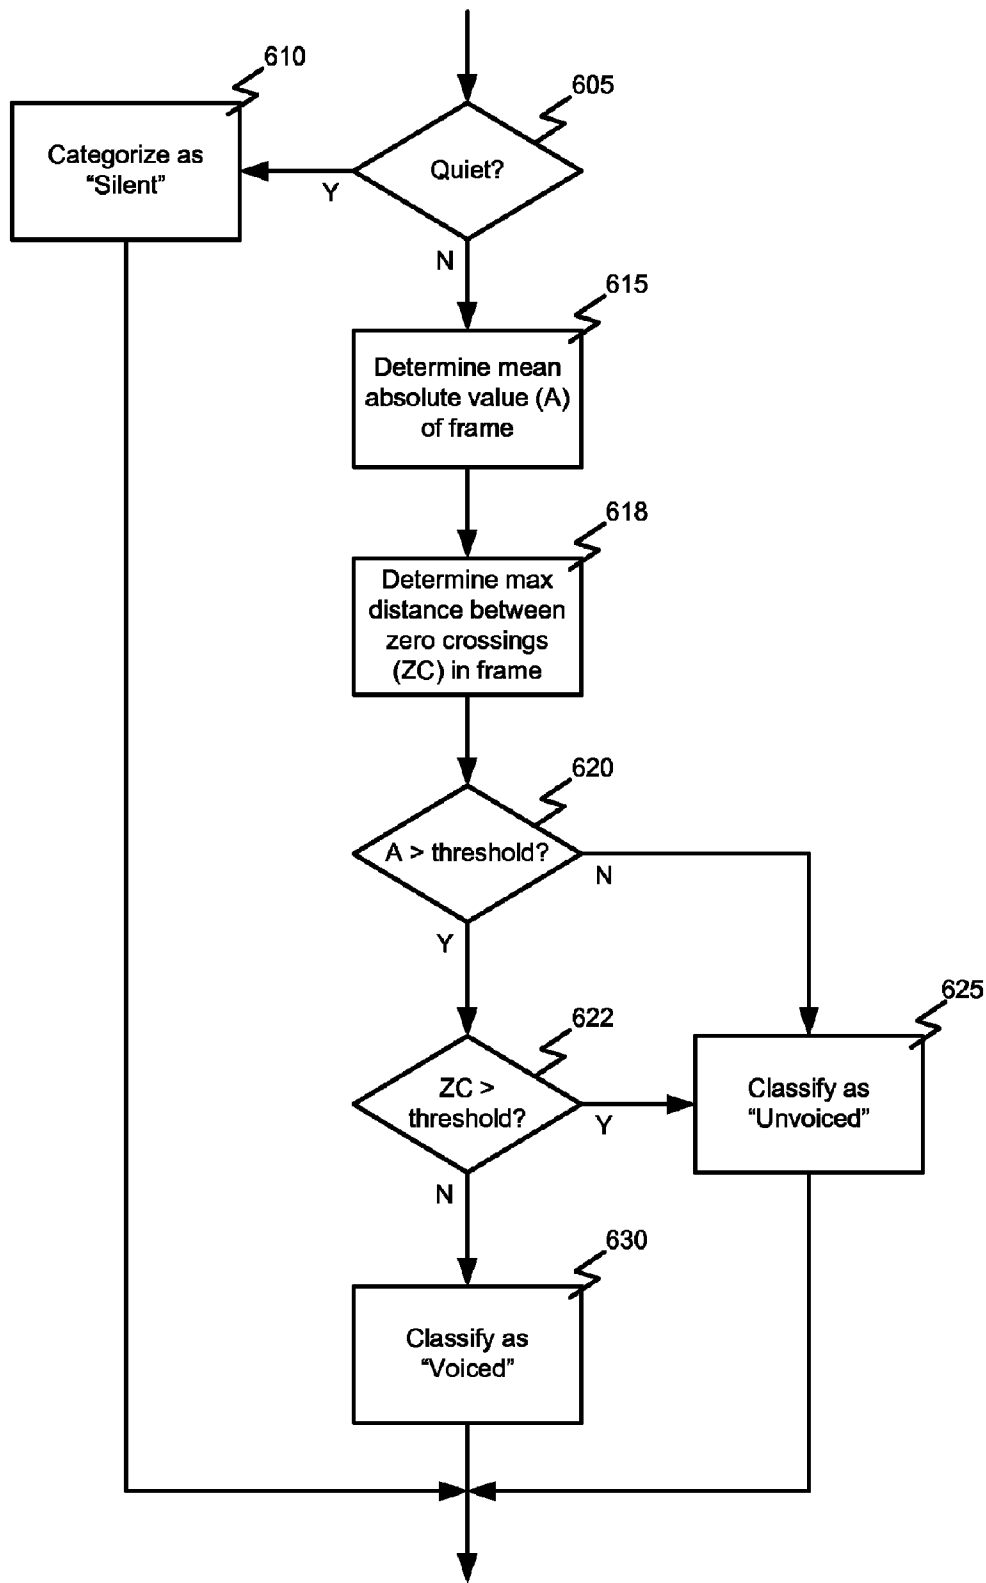 610
605
Categorize as
“Silent”
Quiet?
Y
N
615
Determine mean
absolute value (A)
of frame
618
Determine max
distance between
zero crossings
(ZC) in frame
620
A > threshold?
N
Y
625
622
ZC >
threshold?
Classify as
“Unvoiced”
Y
N
630
Classify as
“Voiced”